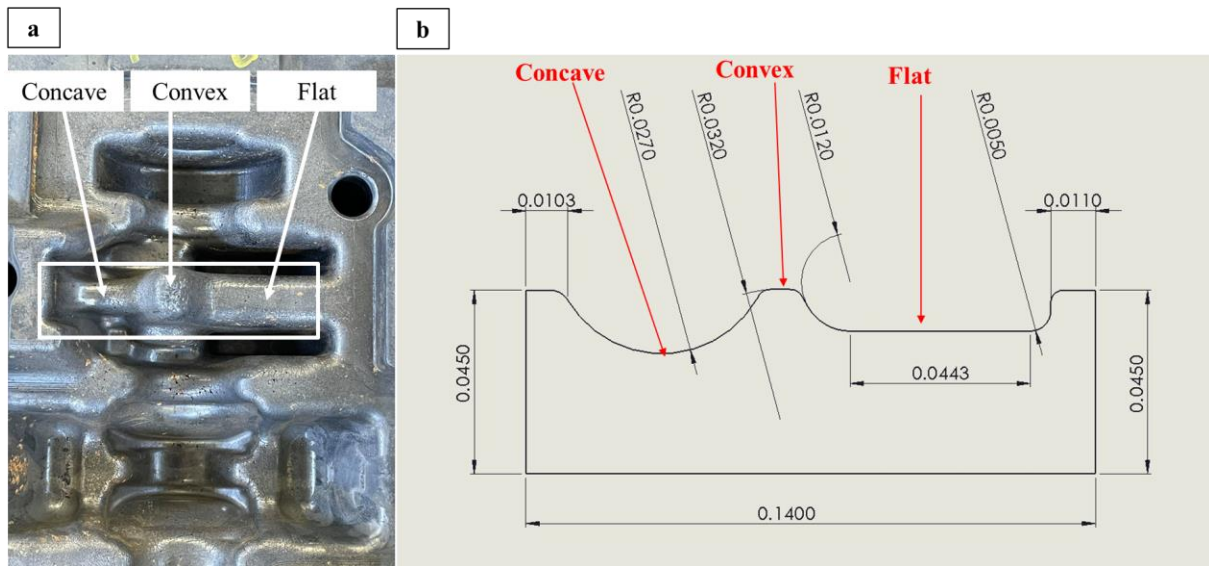 a
Concave Convex Flat
b
Concave
Convex
Flat
R0.0270
R0.0320
R0.0120
R0.0050
0.0103
0.0110
0.0450
0.0443
0.0450
0.1400